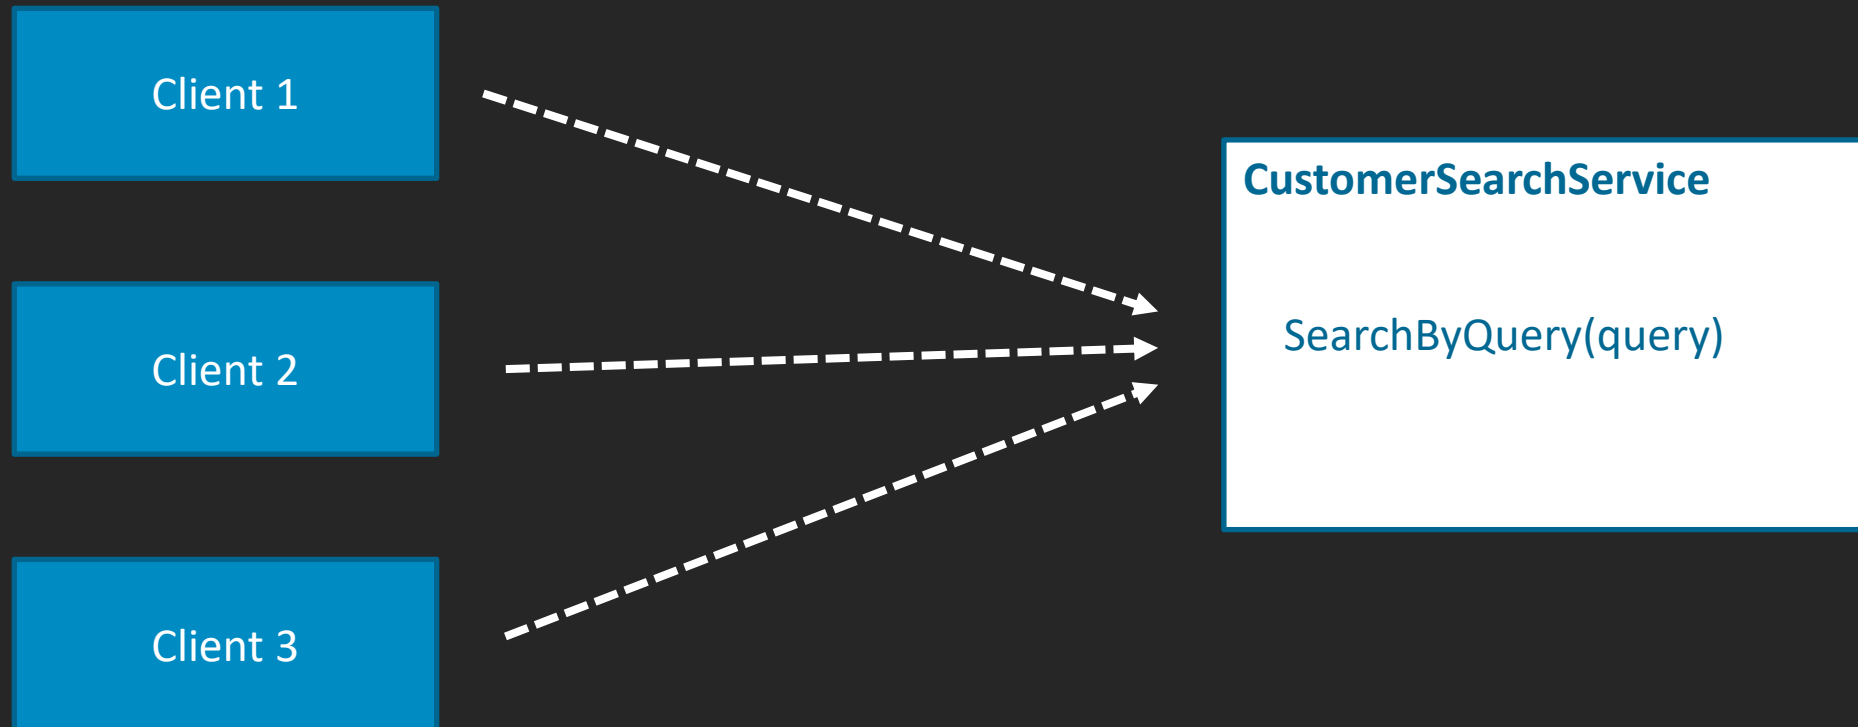 Client 1
Client 2
Client 3
CustomerSearchService
SearchByQuery(query)